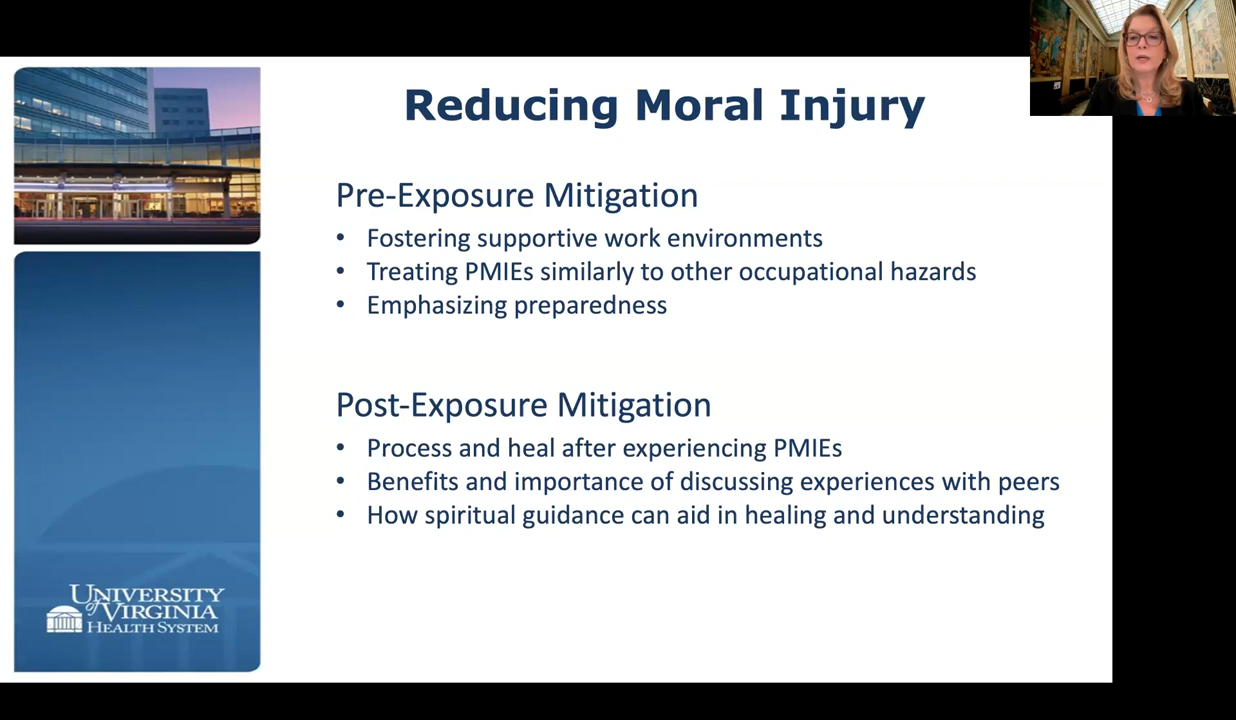 Reducing Moral Injury
Pre-Exposure Mitigation
• Fostering supportive work environments
• Treating PMIEs similarly to other occupational hazards
• Emphasizing preparedness
Post-Exposure Mitigation
• Process and heal after experiencing PMIEs
• Benefits and importance of discussing experiences with peers
• How spiritual guidance can aid in healing and understanding
UNIVERSITY
of VIRGINIA
HEALTH SYSTEM